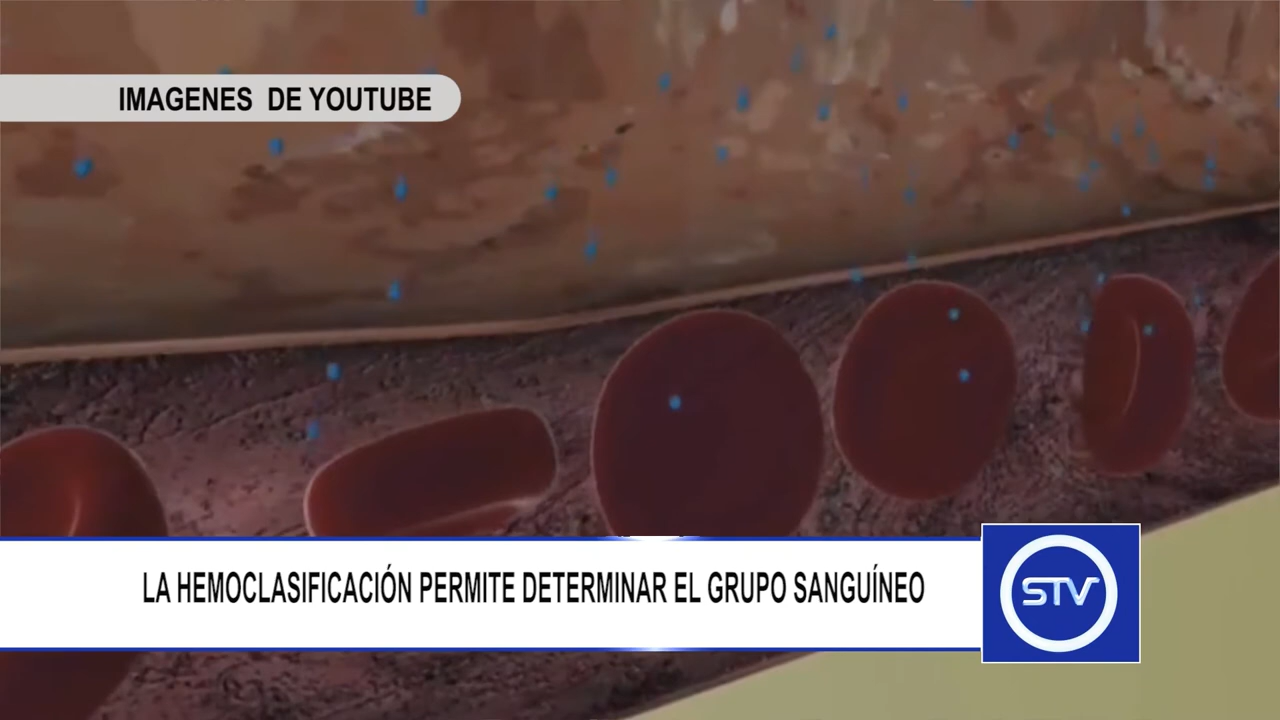 IMAGENES DE YOUTUBE
LA HEMOCLASIFICACIÓN PERMITE DETERMINAR EL GRUPO SANGUÍNEO
STV